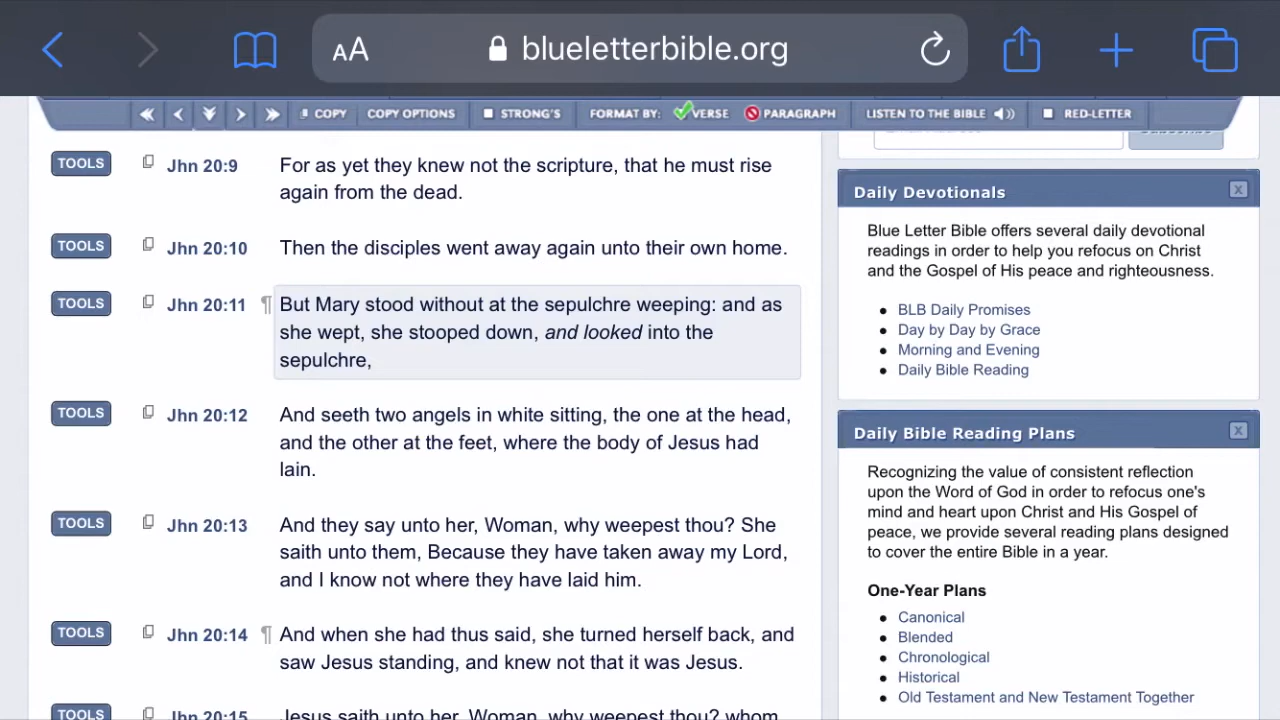 AA blueletterbible.org
COPY COPY OPTIONS STRONG'S FORMAT BY: VERSE PARAGRAPH LISTEN TO THE BIBLE RED-LETTER
TOOLS Jhn 20:9 For as yet they knew not the scripture, that he must rise
again from the dead.
TOOLS Jhn 20:10 Then the disciples went away again unto their own home.
TOOLS Jhn 20:11 ¶ But Mary stood without at the sepulchre weeping: and as
she wept, she stooped down, and looked into the
sepulchre,
TOOLS Jhn 20:12 And seeth two angels in white sitting, the one at the head,
and the other at the feet, where the body of Jesus had
lain.
TOOLS Jhn 20:13 And they say unto her, Woman, why weepest thou? She
saith unto them, Because they have taken away my Lord,
and I know not where they have laid him.
TOOLS Jhn 20:14 ¶ And when she had thus said, she turned herself back, and
saw Jesus standing, and knew not that it was Jesus.
TOOLS Jhn 20:15 Jesus saith unto her, Woman, why weepest thou? whom
Daily Devotionals X
Blue Letter Bible offers several daily devotional
readings in order to help you refocus on Christ
and the Gospel of His peace and righteousness.
BLB Daily Promises
Day by Day by Grace
Morning and Evening
Daily Bible Reading
Daily Bible Reading Plans X
Recognizing the value of consistent reflection
upon the Word of God in order to refocus one's
mind and heart upon Christ and His Gospel of
peace, we provide several reading plans designed
to cover the entire Bible in a year.
One-Year Plans
Canonical
Blended
Chronological
Historical
Old Testament and New Testament Together